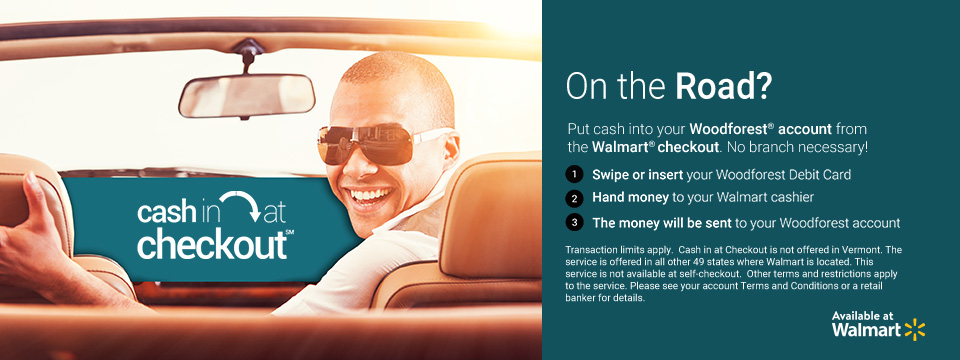 cash in at
checkout℠
On the Road?
Put cash into your Woodforest® account from
the Walmart® checkout. No branch necessary!
1 Swipe or insert your Woodforest Debit Card
2 Hand money to your Walmart cashier
3 The money will be sent to your Woodforest account
Transaction limits apply. Cash in at Checkout is not offered in Vermont. The
service is offered in all other 49 states where Walmart is located. This
service is not available at self-checkout. Other terms and restrictions apply
to the service. Please see your account Terms and Conditions or a retail
banker for details.
Available at
Walmart